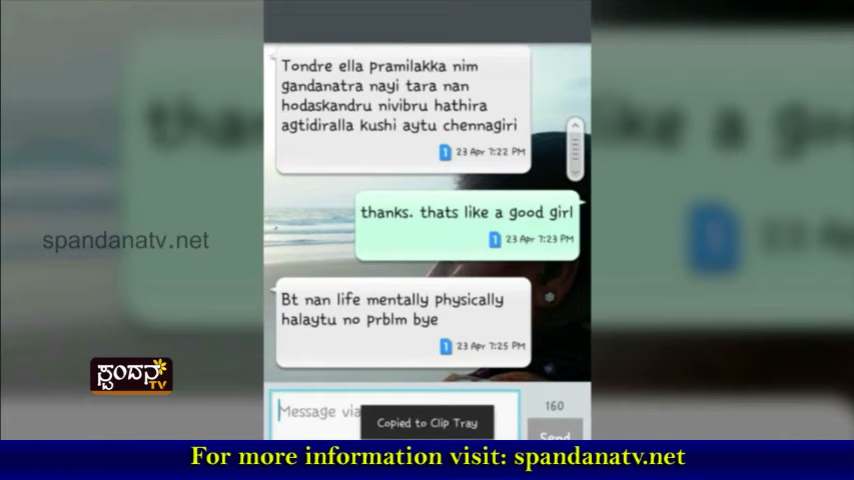 Tondre ella pramilakka nim
gandanatra nayi tara nan
hodaskandru nivibru hathira
agtidiralla kushi aytu chennagiri
1 23 Apr 7:22 PM
thanks. thats like a good girl
1 23 Apr 7:23 PM
spandanatv.net
Bt nan life mentally physically
halaytu no prblm bye
1 23 Apr 7:25 PM
ಸ್ಪಂದನ
TV
Message via
160
Copied to Clip Tray
Send
For more information visit: spandanatv.net